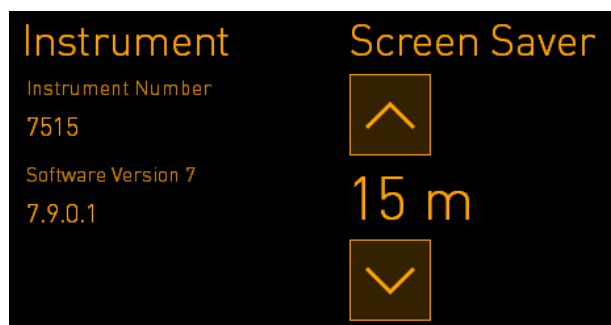 Instrument
Instrument Number
7515
Software Version 7
7.9.0.1
Screen Saver
15 m